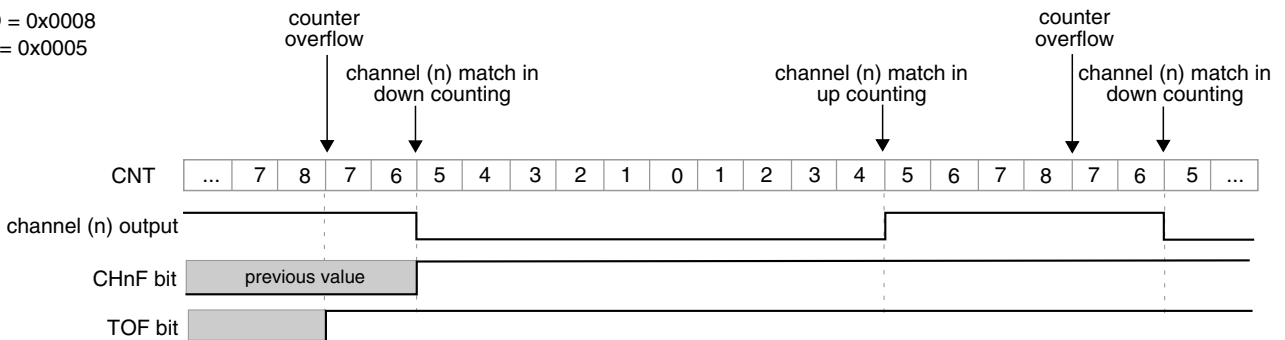 = 0x0008
= 0x0005
counter
overflow
channel (n) match in
down counting
channel (n) match in
up counting
counter
overflow
channel (n) match in
down counting
CNT ... 7 8 7 6 5 4 3 2 1 0 1 2 3 4 5 6 7 8 7 6 5 ...
channel (n) output
CHnF bit previous value
TOF bit